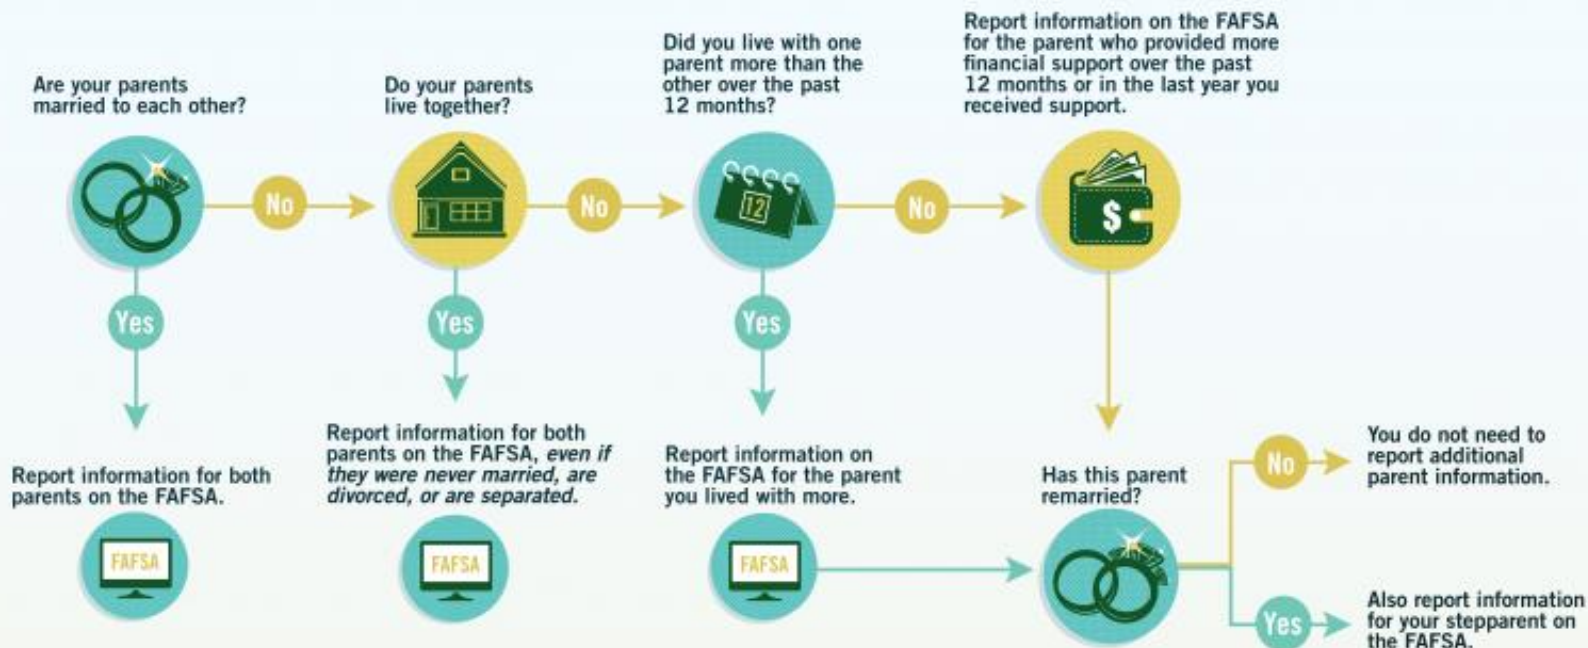 Are your parents
married to each other?
No
Yes
Report information for both
parents on the FAFSA.
FAFSA
Do your parents
live together?
No
Yes
Report information for both
parents on the FAFSA, even if
they were never married, are
divorced, or are separated.
FAFSA
Did you live with one
parent more than the
other over the past
12 months?
12
No
Yes
Report information on
the FAFSA for the parent
you lived with more.
FAFSA
Report information on the FAFSA
for the parent who provided more
financial support over the past
12 months or in the last year you
received support.
$
Has this parent
remarried?
No
You do not need to
report additional
parent information.
Yes
Also report information
for your stepparent on
the FAFSA.